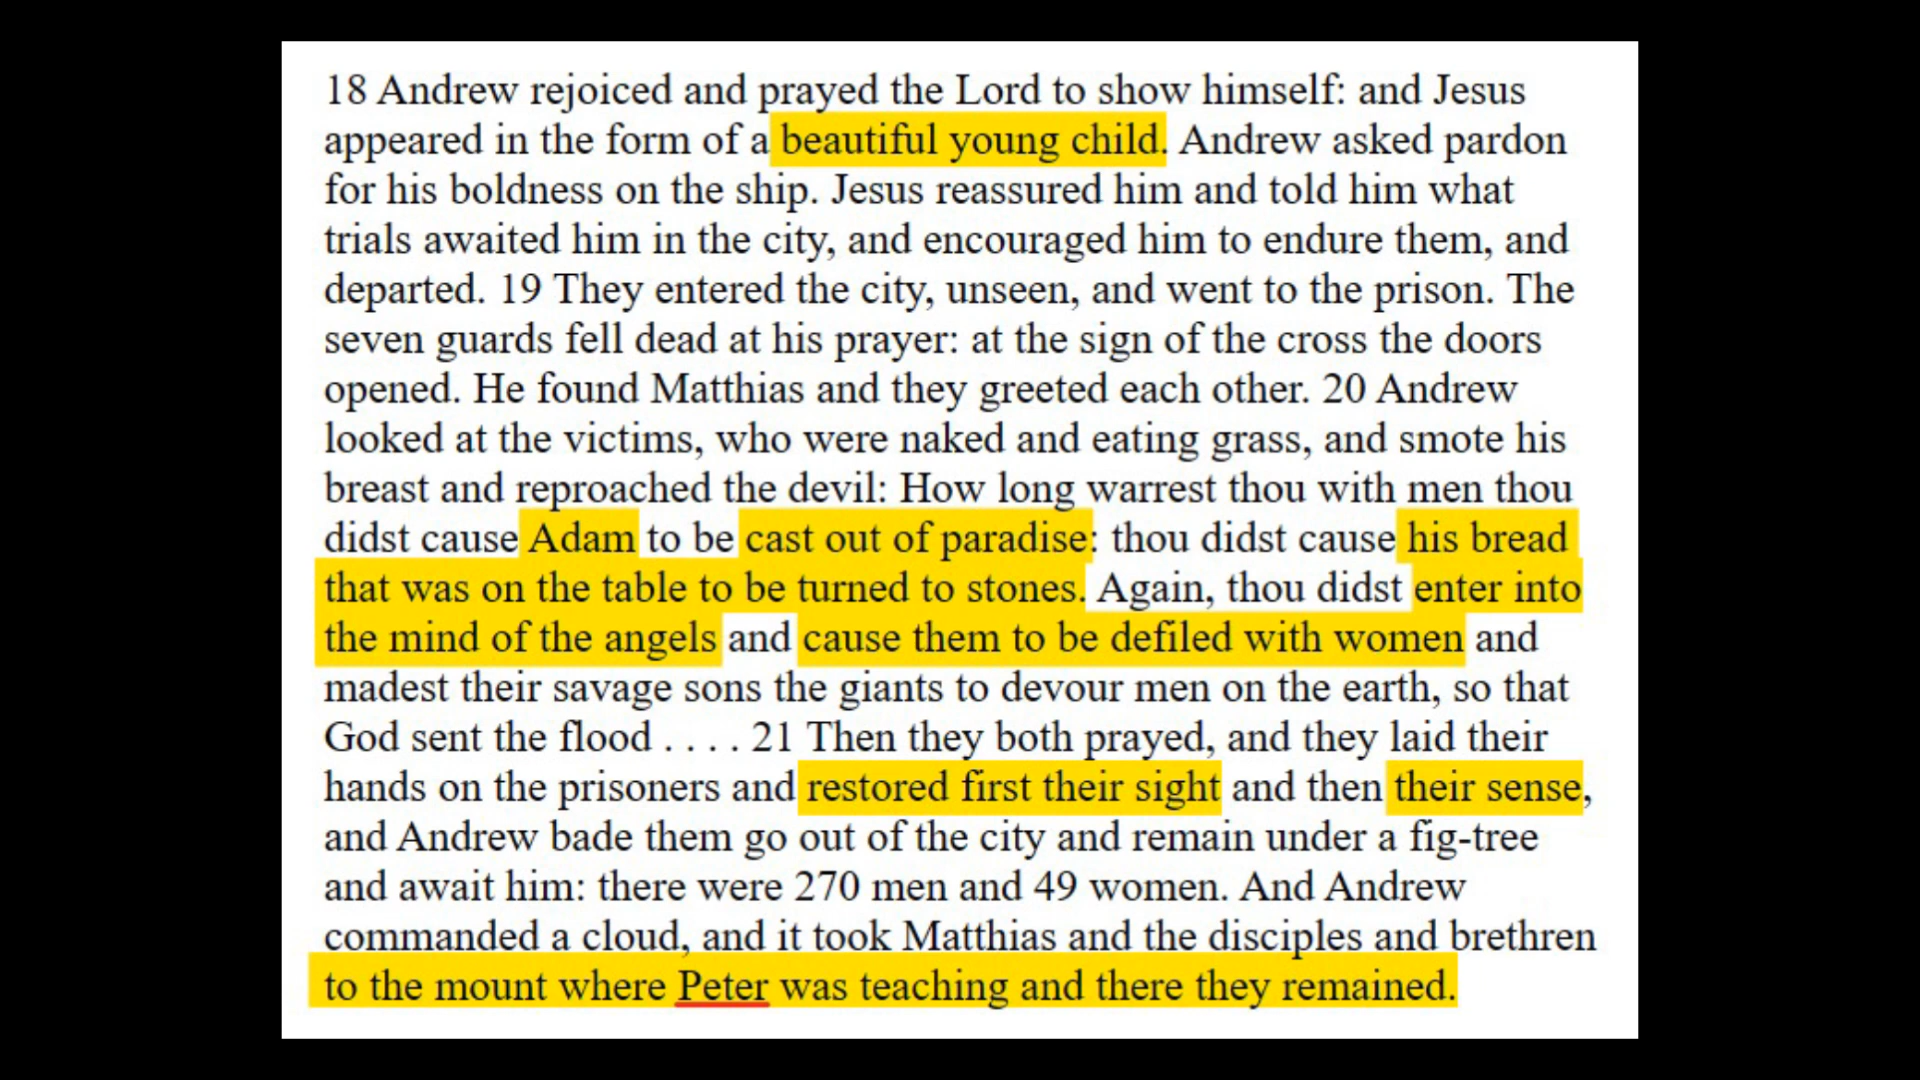 18 Andrew rejoiced and prayed the Lord to show himself: and Jesus
appeared in the form of a beautiful young child. Andrew asked pardon
for his boldness on the ship. Jesus reassured him and told him what
trials awaited him in the city, and encouraged him to endure them, and
departed. 19 They entered the city, unseen, and went to the prison. The
seven guards fell dead at his prayer: at the sign of the cross the doors
opened. He found Matthias and they greeted each other. 20 Andrew
looked at the victims, who were naked and eating grass, and smote his
breast and reproached the devil: How long warrest thou with men thou
didst cause Adam to be cast out of paradise: thou didst cause his bread
that was on the table to be turned to stones. Again, thou didst enter into
the mind of the angels and cause them to be defiled with women and
madest their savage sons the giants to devour men on the earth, so that
God sent the flood . . . . 21 Then they both prayed, and they laid their
hands on the prisoners and restored first their sight and then their sense,
and Andrew bade them go out of the city and remain under a fig-tree
and await him: there were 270 men and 49 women. And Andrew
commanded a cloud, and it took Matthias and the disciples and brethren
to the mount where Peter was teaching and there they remained.